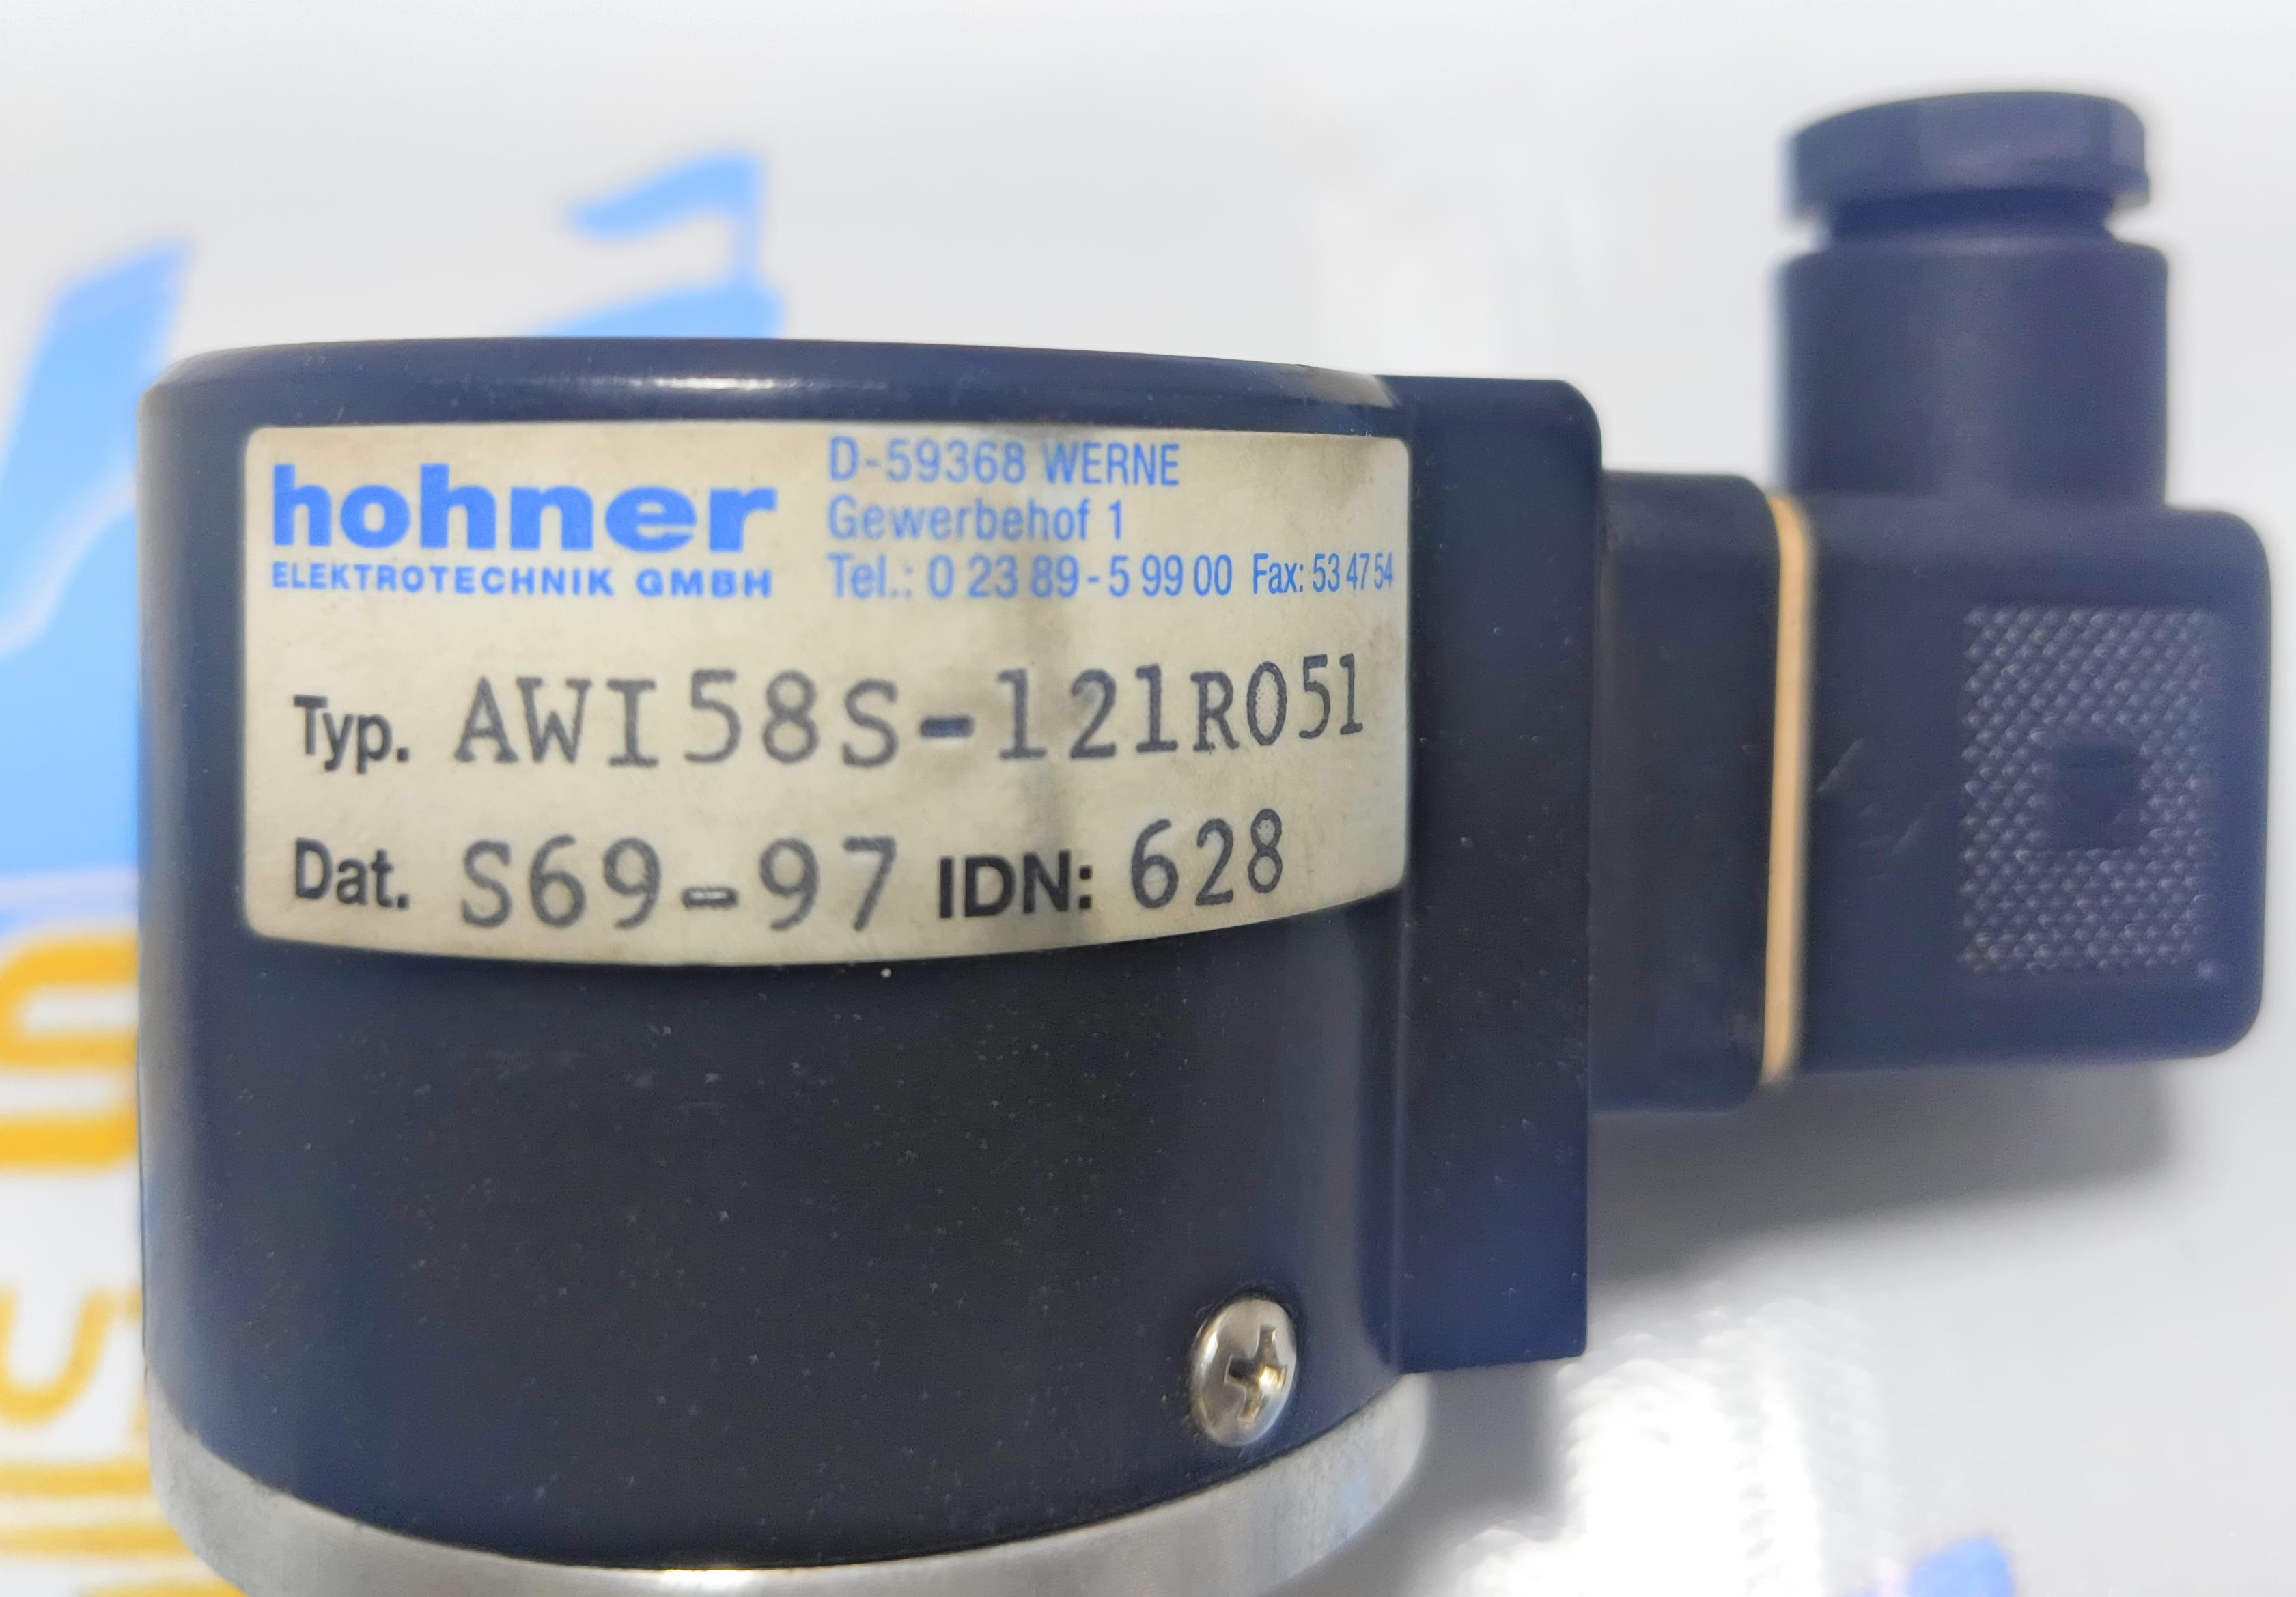 hohner
ELEKTROTECHNIK GMBH
D-59368 WERNE
Gewerbehof 1
Tel.: 0 23 89-5 99 00 Fax: 53 47 54
Typ. AWI58S-121R051
Dat. S69-97 IDN: 628